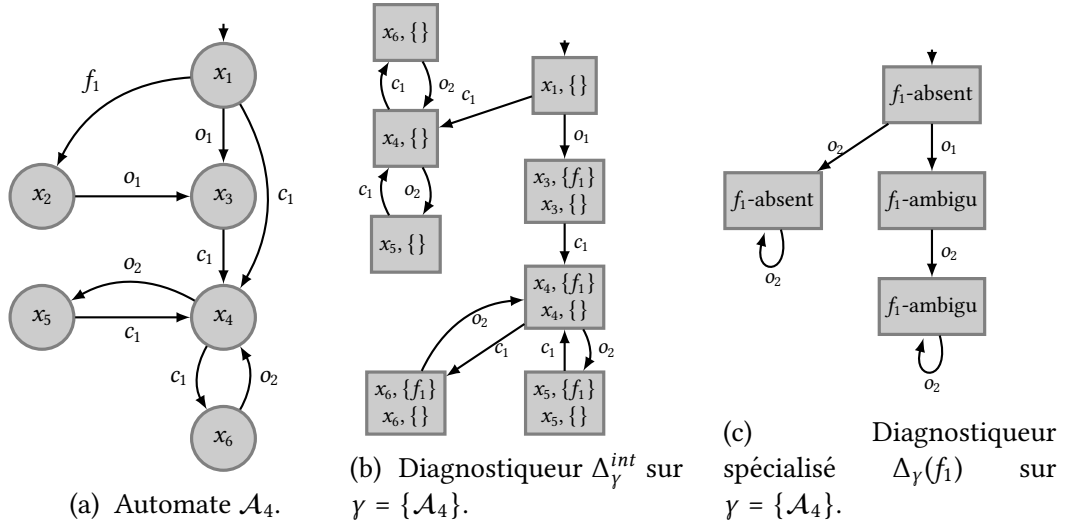 x₁
f₁
o₁
x₂
o₁
x₃
c₁
c₁
o₂
x₅
c₁
x₄
c₁
o₂
x₆
(a) Automate 𝒜₄.
x₆, {}
c₁
o₂
x₄, {}
c₁
x₁, {}
o₁
c₁
o₂
x₅, {}
x₃, {f₁}
x₃, {}
c₁
x₄, {f₁}
x₄, {}
o₂
c₁
c₁
o₂
x₆, {f₁}
x₆, {}
x₅, {f₁}
x₅, {}
(b) Diagnostiqueur Δᵧⁱⁿᵗ sur
γ = {𝒜₄}.
f₁-absent
o₂
o₁
f₁-absent
f₁-ambigu
o₂
o₂
f₁-ambigu
o₂
(c) Diagnostiqueur
spécialisé Δᵧ(f₁) sur
γ = {𝒜₄}.